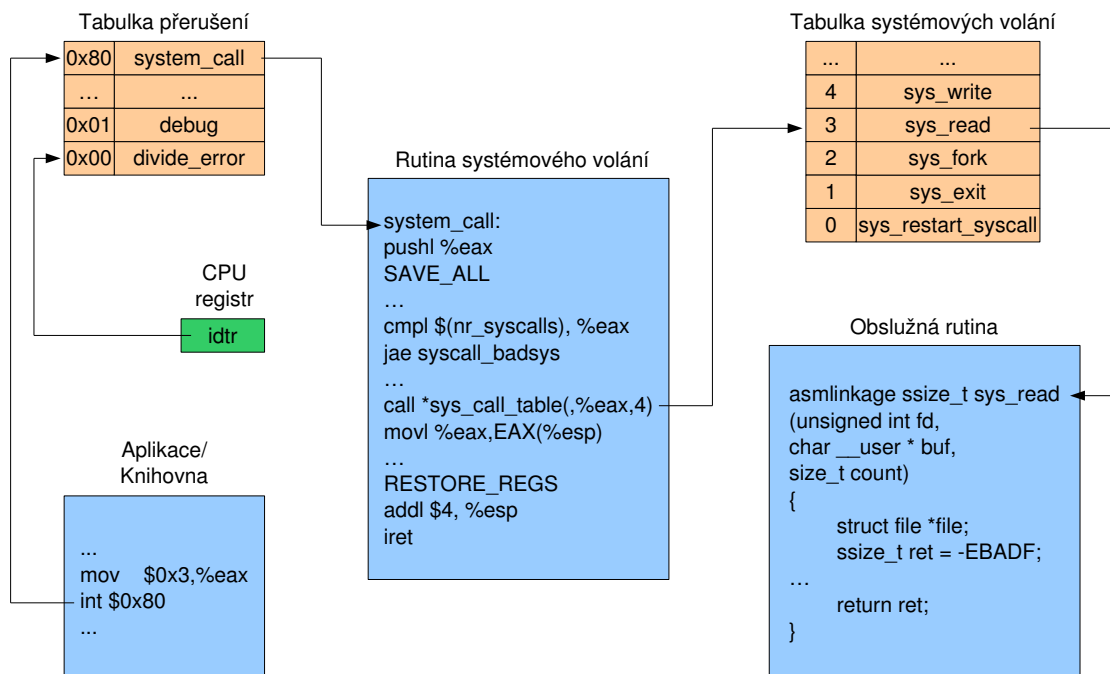 Tabulka přerušení
0x80 system_call
... ...
0x01 debug
0x00 divide_error
CPU
registr
idtr
Aplikace/
Knihovna
...
mov $0x3,%eax
int $0x80
...
Rutina systémového volání
system_call:
pushl %eax
SAVE_ALL
...
cmpl $(nr_syscalls), %eax
jae syscall_badsys
...
call *sys_call_table(,%eax,4)
movl %eax,EAX(%esp)
...
RESTORE_REGS
addl $4, %esp
iret
Tabulka systémových volání
... ...
4 sys_write
3 sys_read
2 sys_fork
1 sys_exit
0 sys_restart_syscall
Obslužná rutina
asmlinkage ssize_t sys_read
(unsigned int fd,
char __user * buf,
size_t count)
{
struct file *file;
ssize_t ret = -EBADF;
...
return ret;
}